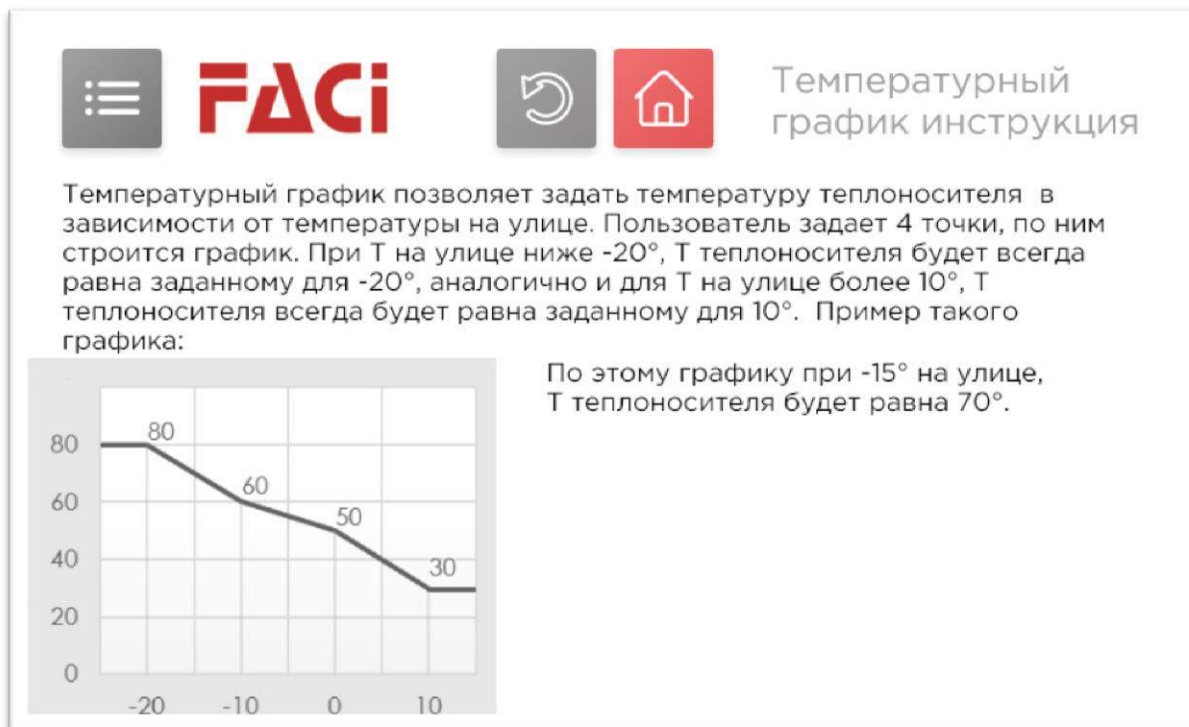 FACi
Температурный
график инструкция
Температурный график позволяет задать температуру теплоносителя в
зависимости от температуры на улице. Пользователь задает 4 точки, по ним
строится график. При Т на улице ниже -20°, Т теплоносителя будет всегда
равна заданному для -20°, аналогично и для Т на улице более 10°, Т
теплоносителя всегда будет равна заданному для 10°. Пример такого
графика:
По этому графику при -15° на улице,
Т теплоносителя будет равна 70°.
80
60
40
20
0
80
60
50
30
-20 -10 0 10